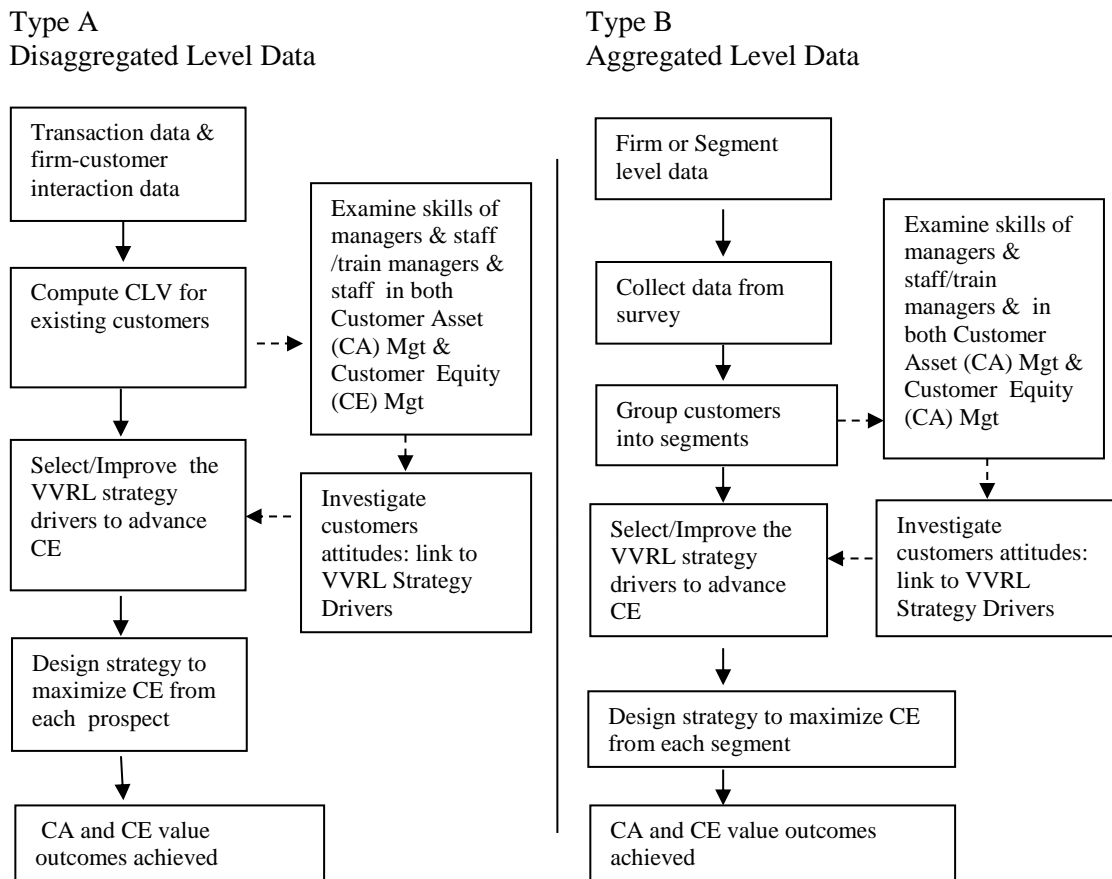 Type A
Disaggregated Level Data
Transaction data &
firm-customer
interaction data
Compute CLV for
existing customers
Examine skills of
managers & staff
/train managers &
staff in both
Customer Asset
(CA) Mgt &
Customer Equity
(CE) Mgt
Select/Improve the
VVRL strategy
drivers to advance
CE
Investigate
customers
attitudes: link to
VVRL Strategy
Drivers
Design strategy to
maximize CE from
each prospect
CA and CE value
outcomes achieved
Type B
Aggregated Level Data
Firm or Segment
level data
Collect data from
survey
Group customers
into segments
Examine skills of
managers &
staff/train
managers & in
both Customer
Asset (CA) Mgt &
Customer Equity
(CA) Mgt
Select/Improve the
VVRL strategy
drivers to advance
CE
Investigate
customers attitudes:
link to VVRL
Strategy Drivers
Design strategy to maximize CE
from each segment
CA and CE value outcomes
achieved